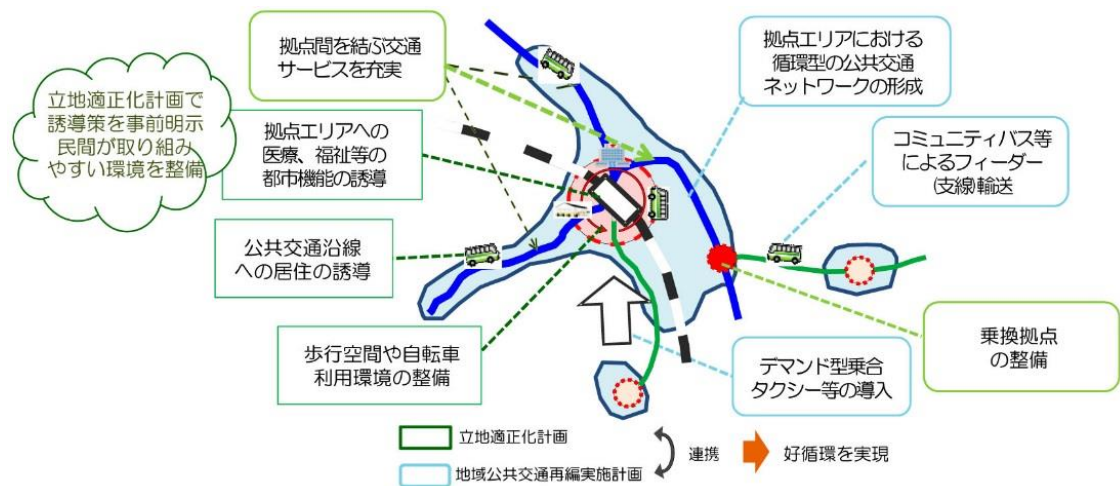 立地適正化計画で
誘導策を事前明示
民間が取り組み
やすい環境を整備
拠点間を結ぶ交通
サービスを充実
拠点エリアへの
医療、福祉等の
都市機能の誘導
公共交通沿線
への居住の誘導
歩行空間や自転車
利用環境の整備
拠点エリアにおける
循環型の公共交通
ネットワークの形成
コミュニティバス等
によるフィーダー
(支線)輸送
乗換拠点
の整備
デマンド型乗合
タクシー等の導入
立地適正化計画
地域公共交通再編実施計画
連携
好循環を実現